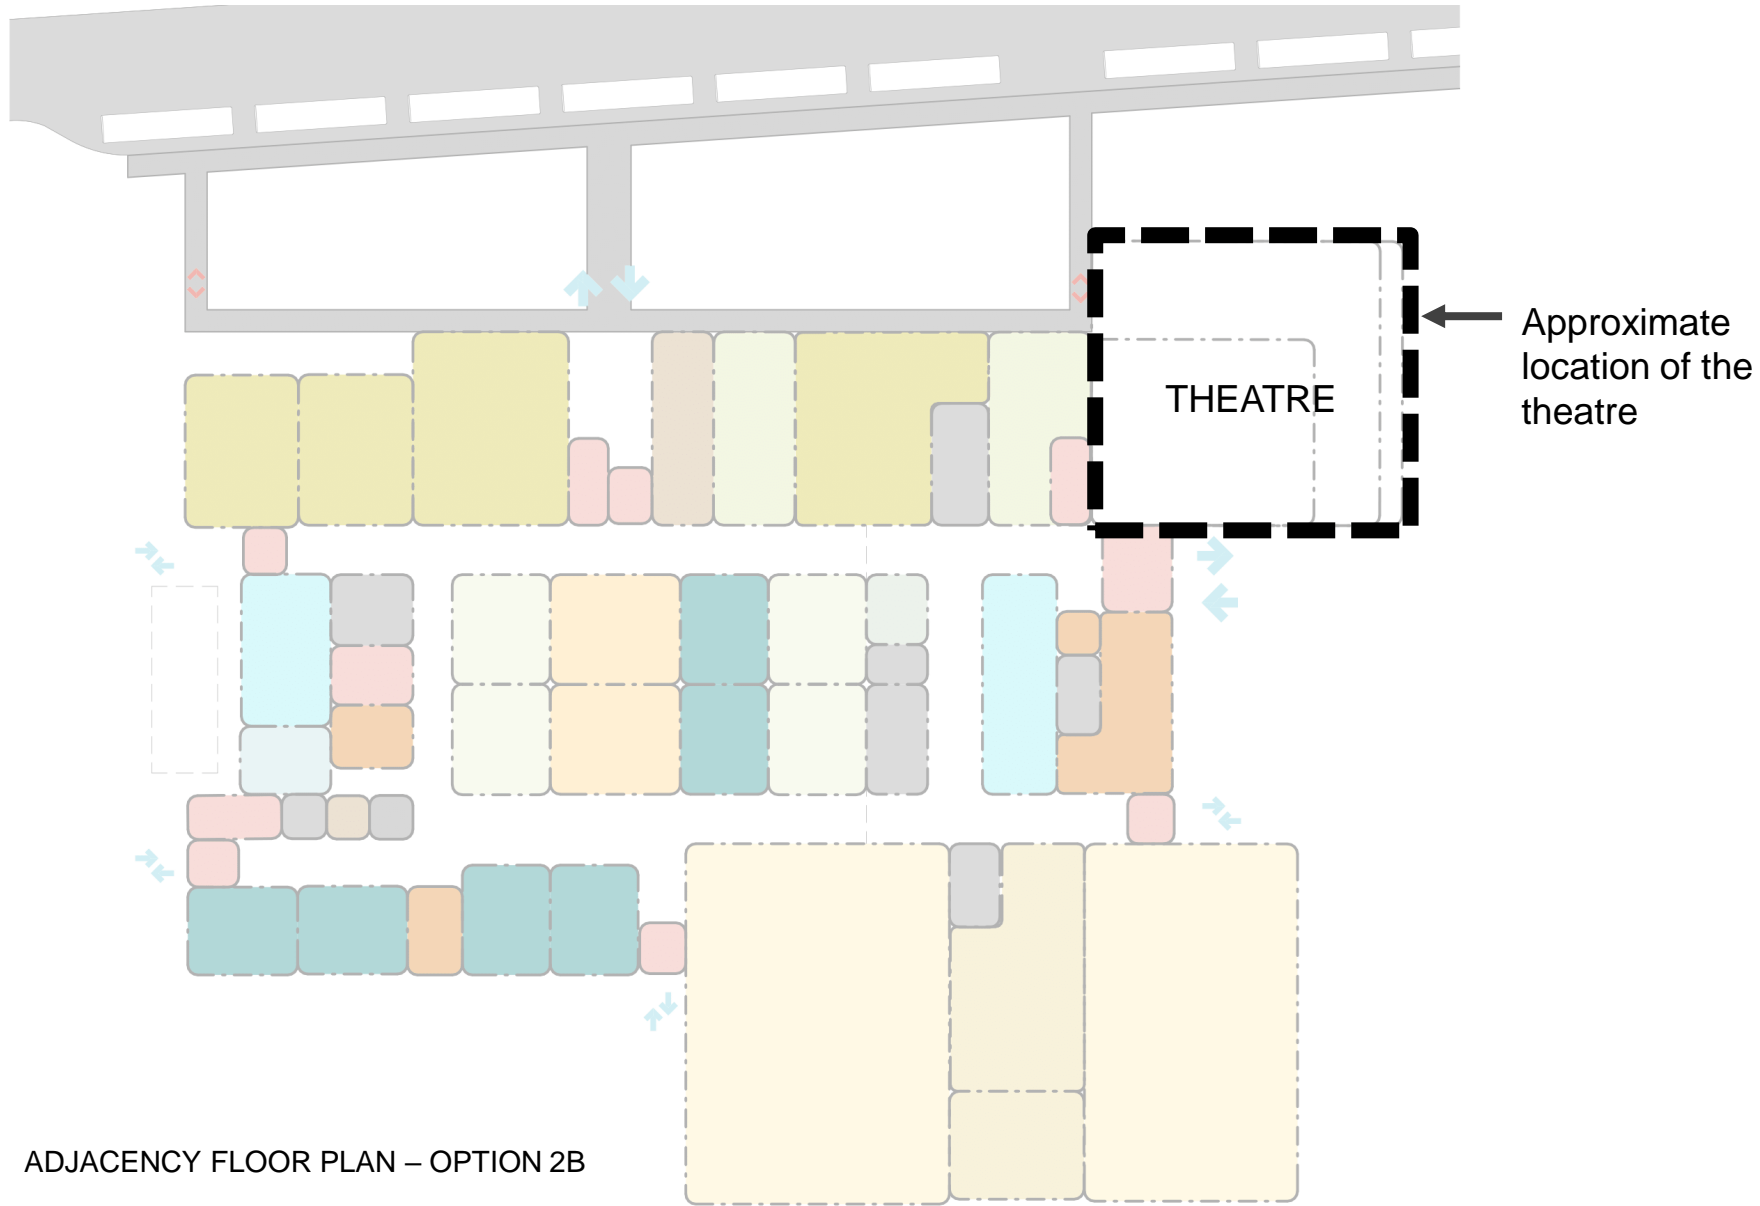 THEATRE
Approximate
location of the
theatre
ADJACENCY FLOOR PLAN – OPTION 2B